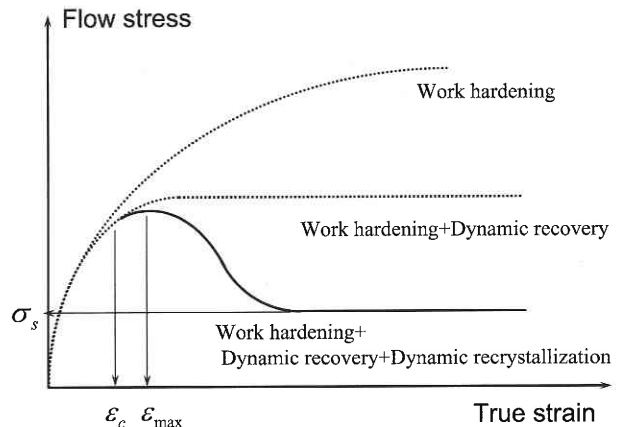 Flow stress
Work hardening
Work hardening+Dynamic recovery
σs
Work hardening+
Dynamic recovery+Dynamic recrystallization
εc εmax
True strain